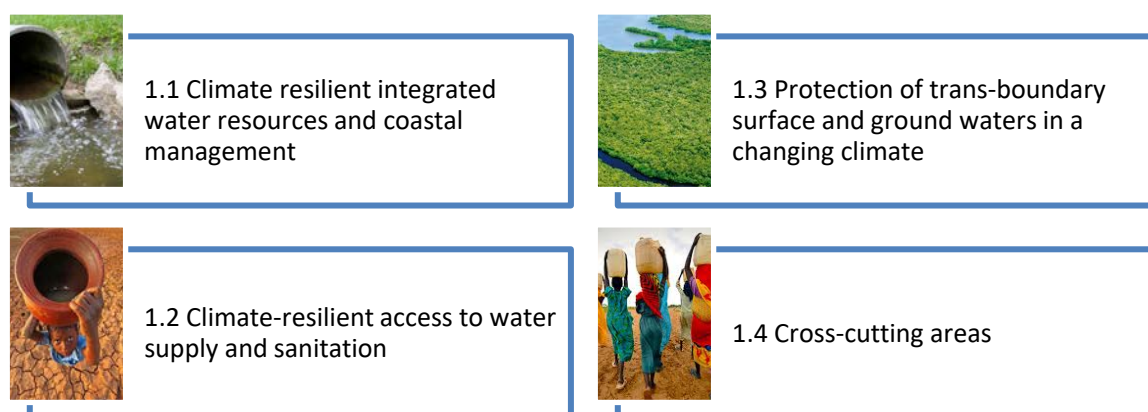 1.1 Climate resilient integrated
water resources and coastal
management
1.2 Climate-resilient access to water
supply and sanitation
1.3 Protection of trans-boundary
surface and ground waters in a
changing climate
1.4 Cross-cutting areas